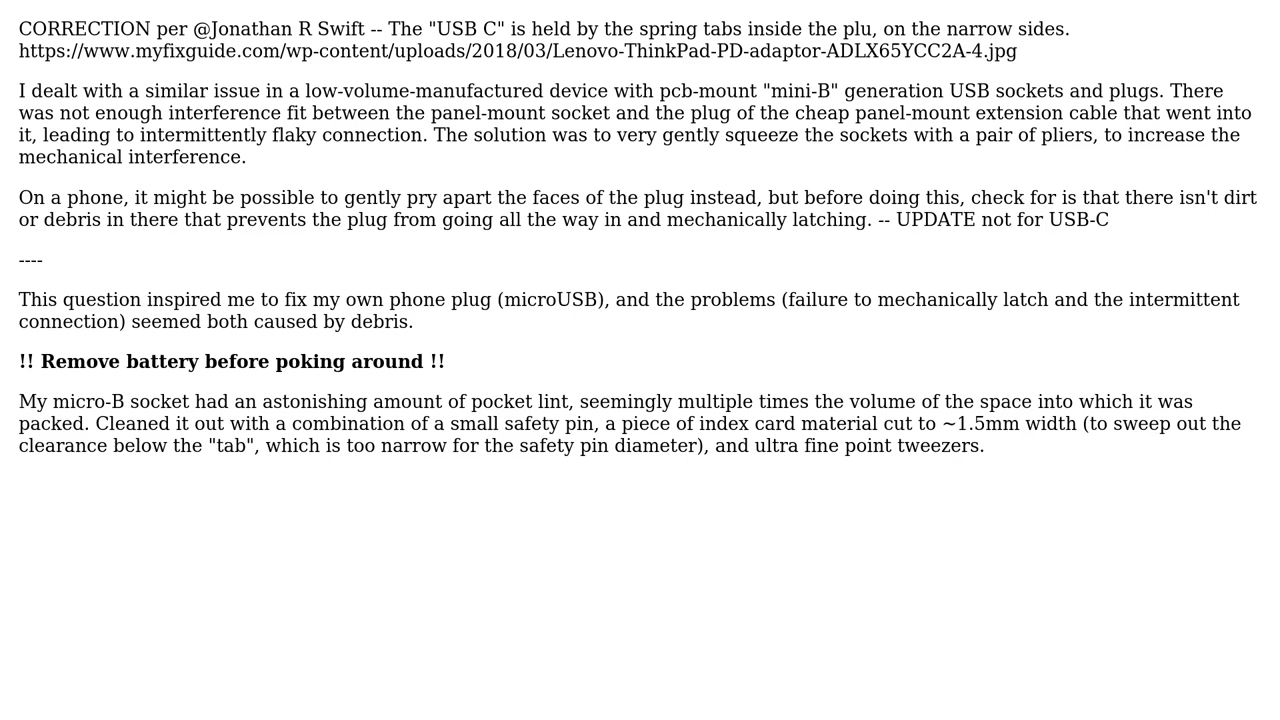 CORRECTION per @Jonathan R Swift -- The "USB C" is held by the spring tabs inside the plu, on the narrow sides.
https://www.myfixguide.com/wp-content/uploads/2018/03/Lenovo-ThinkPad-PD-adaptor-ADLX65YCC2A-4.jpg
I dealt with a similar issue in a low-volume-manufactured device with pcb-mount "mini-B" generation USB sockets and plugs. There
was not enough interference fit between the panel-mount socket and the plug of the cheap panel-mount extension cable that went into
it, leading to intermittently flaky connection. The solution was to very gently squeeze the sockets with a pair of pliers, to increase the
mechanical interference.
On a phone, it might be possible to gently pry apart the faces of the plug instead, but before doing this, check for is that there isn't dirt
or debris in there that prevents the plug from going all the way in and mechanically latching. -- UPDATE not for USB-C
----
This question inspired me to fix my own phone plug (microUSB), and the problems (failure to mechanically latch and the intermittent
connection) seemed both caused by debris.
!! Remove battery before poking around !!
My micro-B socket had an astonishing amount of pocket lint, seemingly multiple times the volume of the space into which it was
packed. Cleaned it out with a combination of a small safety pin, a piece of index card material cut to ~1.5mm width (to sweep out the
clearance below the "tab", which is too narrow for the safety pin diameter), and ultra fine point tweezers.